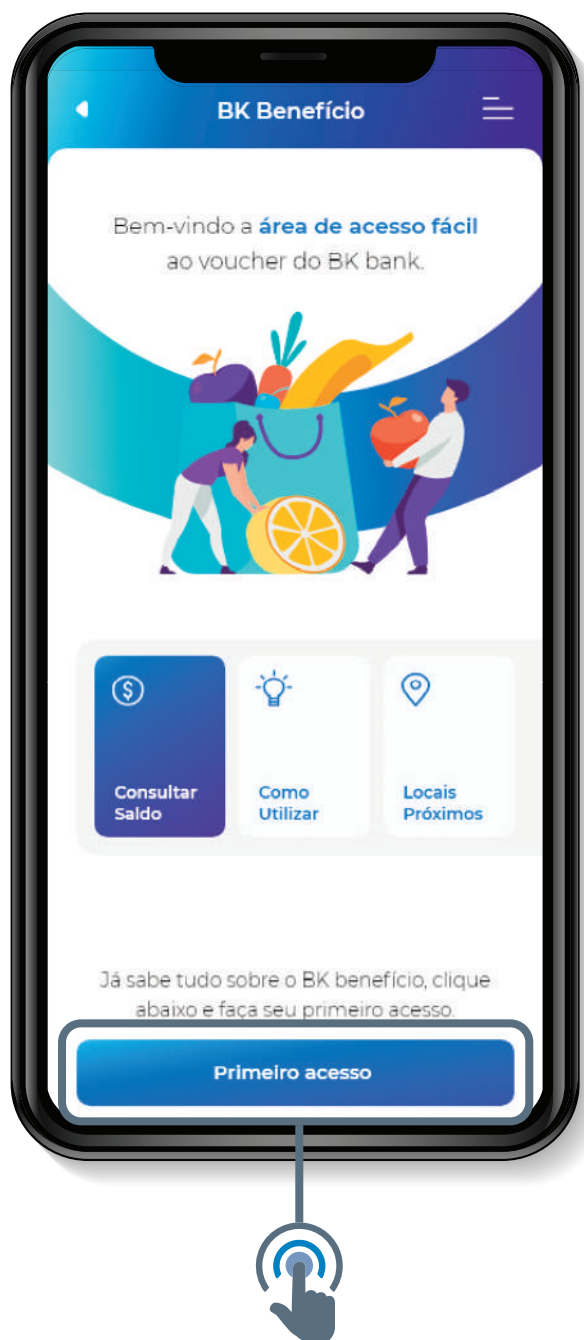 BK Benefício
Bem-vindo a área de acesso fácil
ao voucher do BK bank.
Consultar
Saldo
Como
Utilizar
Locais
Próximos
Já sabe tudo sobre o BK benefício, clique
abaixo e faça seu primeiro acesso.
Primeiro acesso